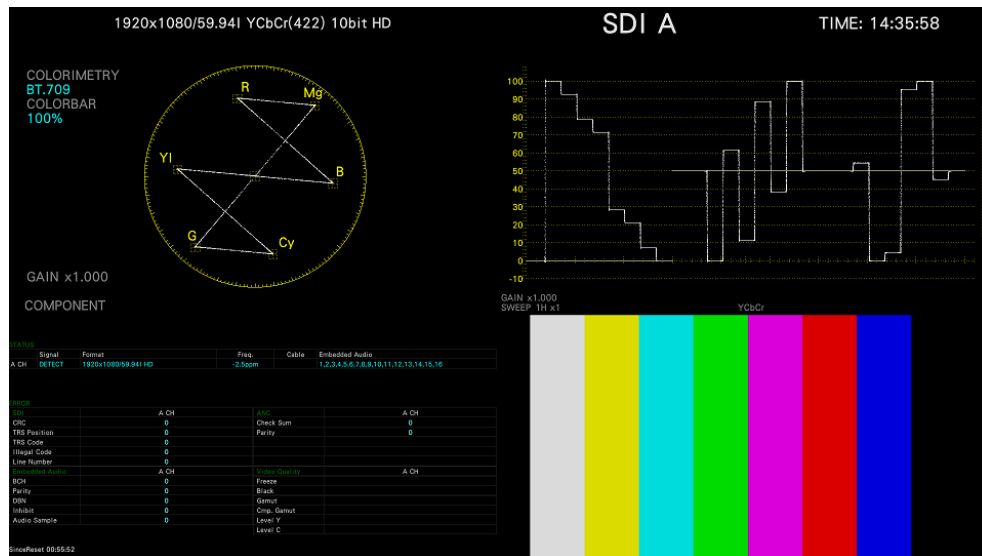 1920x1080/59.94I YCbCr(422) 10bit HD
SDI A
TIME: 14:35:58
COLORIMETRY
BT.709
COLORBAR
100%
R
Mg
Yl
B
G
Cy
GAIN x1.000
COMPONENT
100
90
80
70
60
50
40
30
20
10
0
-10
GAIN x1.000
SWEEP 1H x1
YCbCr
STATUS
Signal Format Freq. Cable Embedded Audio
A CH DETECT 1920x1080/59.94I HD -2.5ppm 1,2,3,4,5,6,7,8,9,10,11,12,13,14,15,16
ERROR
SDI A CH ANC A CH
CRC 0 Check Sum 0
TRS Position 0 Parity 0
TRS Code 0
Illegal Code 0
Line Number 0
Embedded Audio A CH Video Quality A CH
BCH 0 Freeze
Parity 0 Black
DBN 0 Gamut
Inhibit 0 Cmp. Gamut
Audio Sample 0 Level Y
Level C
SinceReset 00:55:52